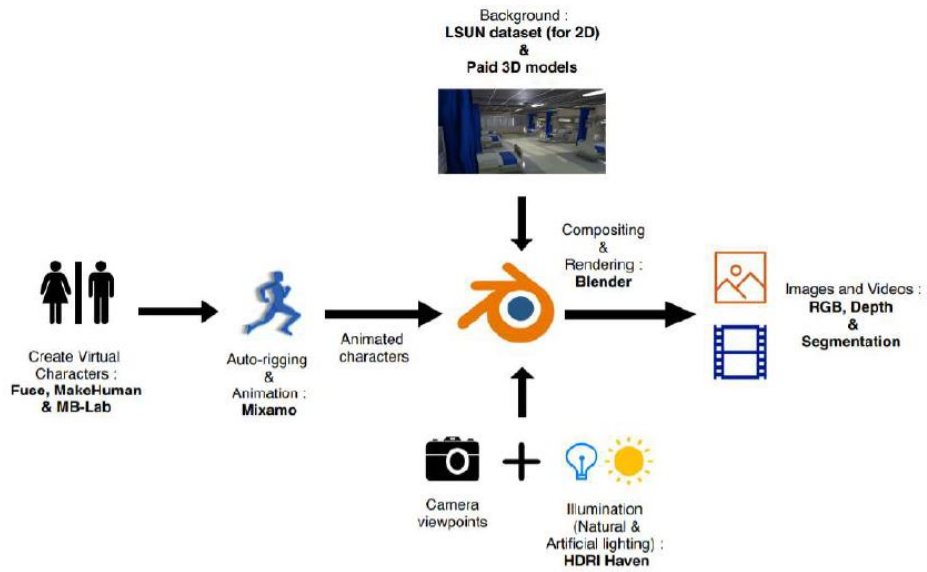 Background :
LSUN dataset (for 2D)
&
Paid 3D models
Compositing
&
Rendering :
Blender
Images and Videos :
RGB, Depth
&
Segmentation
Create Virtual
Characters :
Fuse, MakeHuman
& MB-Lab
Auto-rigging
&
Animation :
Mixamo
Animated
characters
Camera
viewpoints
Illumination
(Natural &
Artificial lighting) :
HDRI Haven